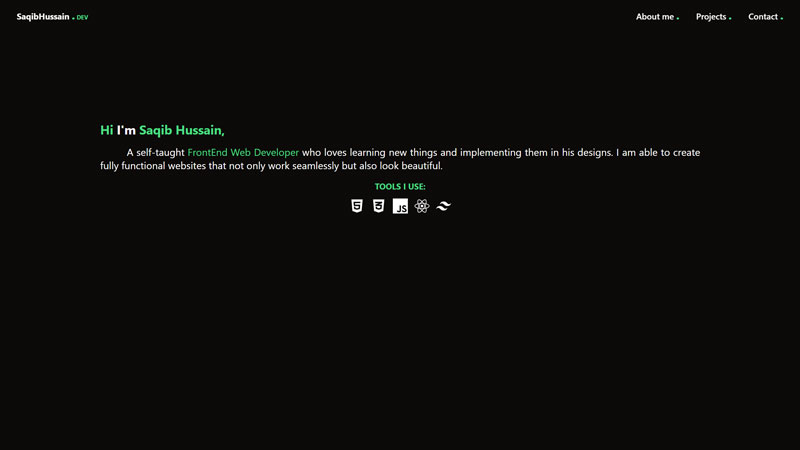 SaqibHussain . DEV
About me .
Projects .
Contact .
Hi I'm Saqib Hussain,
A self-taught FrontEnd Web Developer who loves learning new things and implementing them in his designs. I am able to create
fully functional websites that not only work seamlessly but also look beautiful.
TOOLS I USE:
5 3 JS